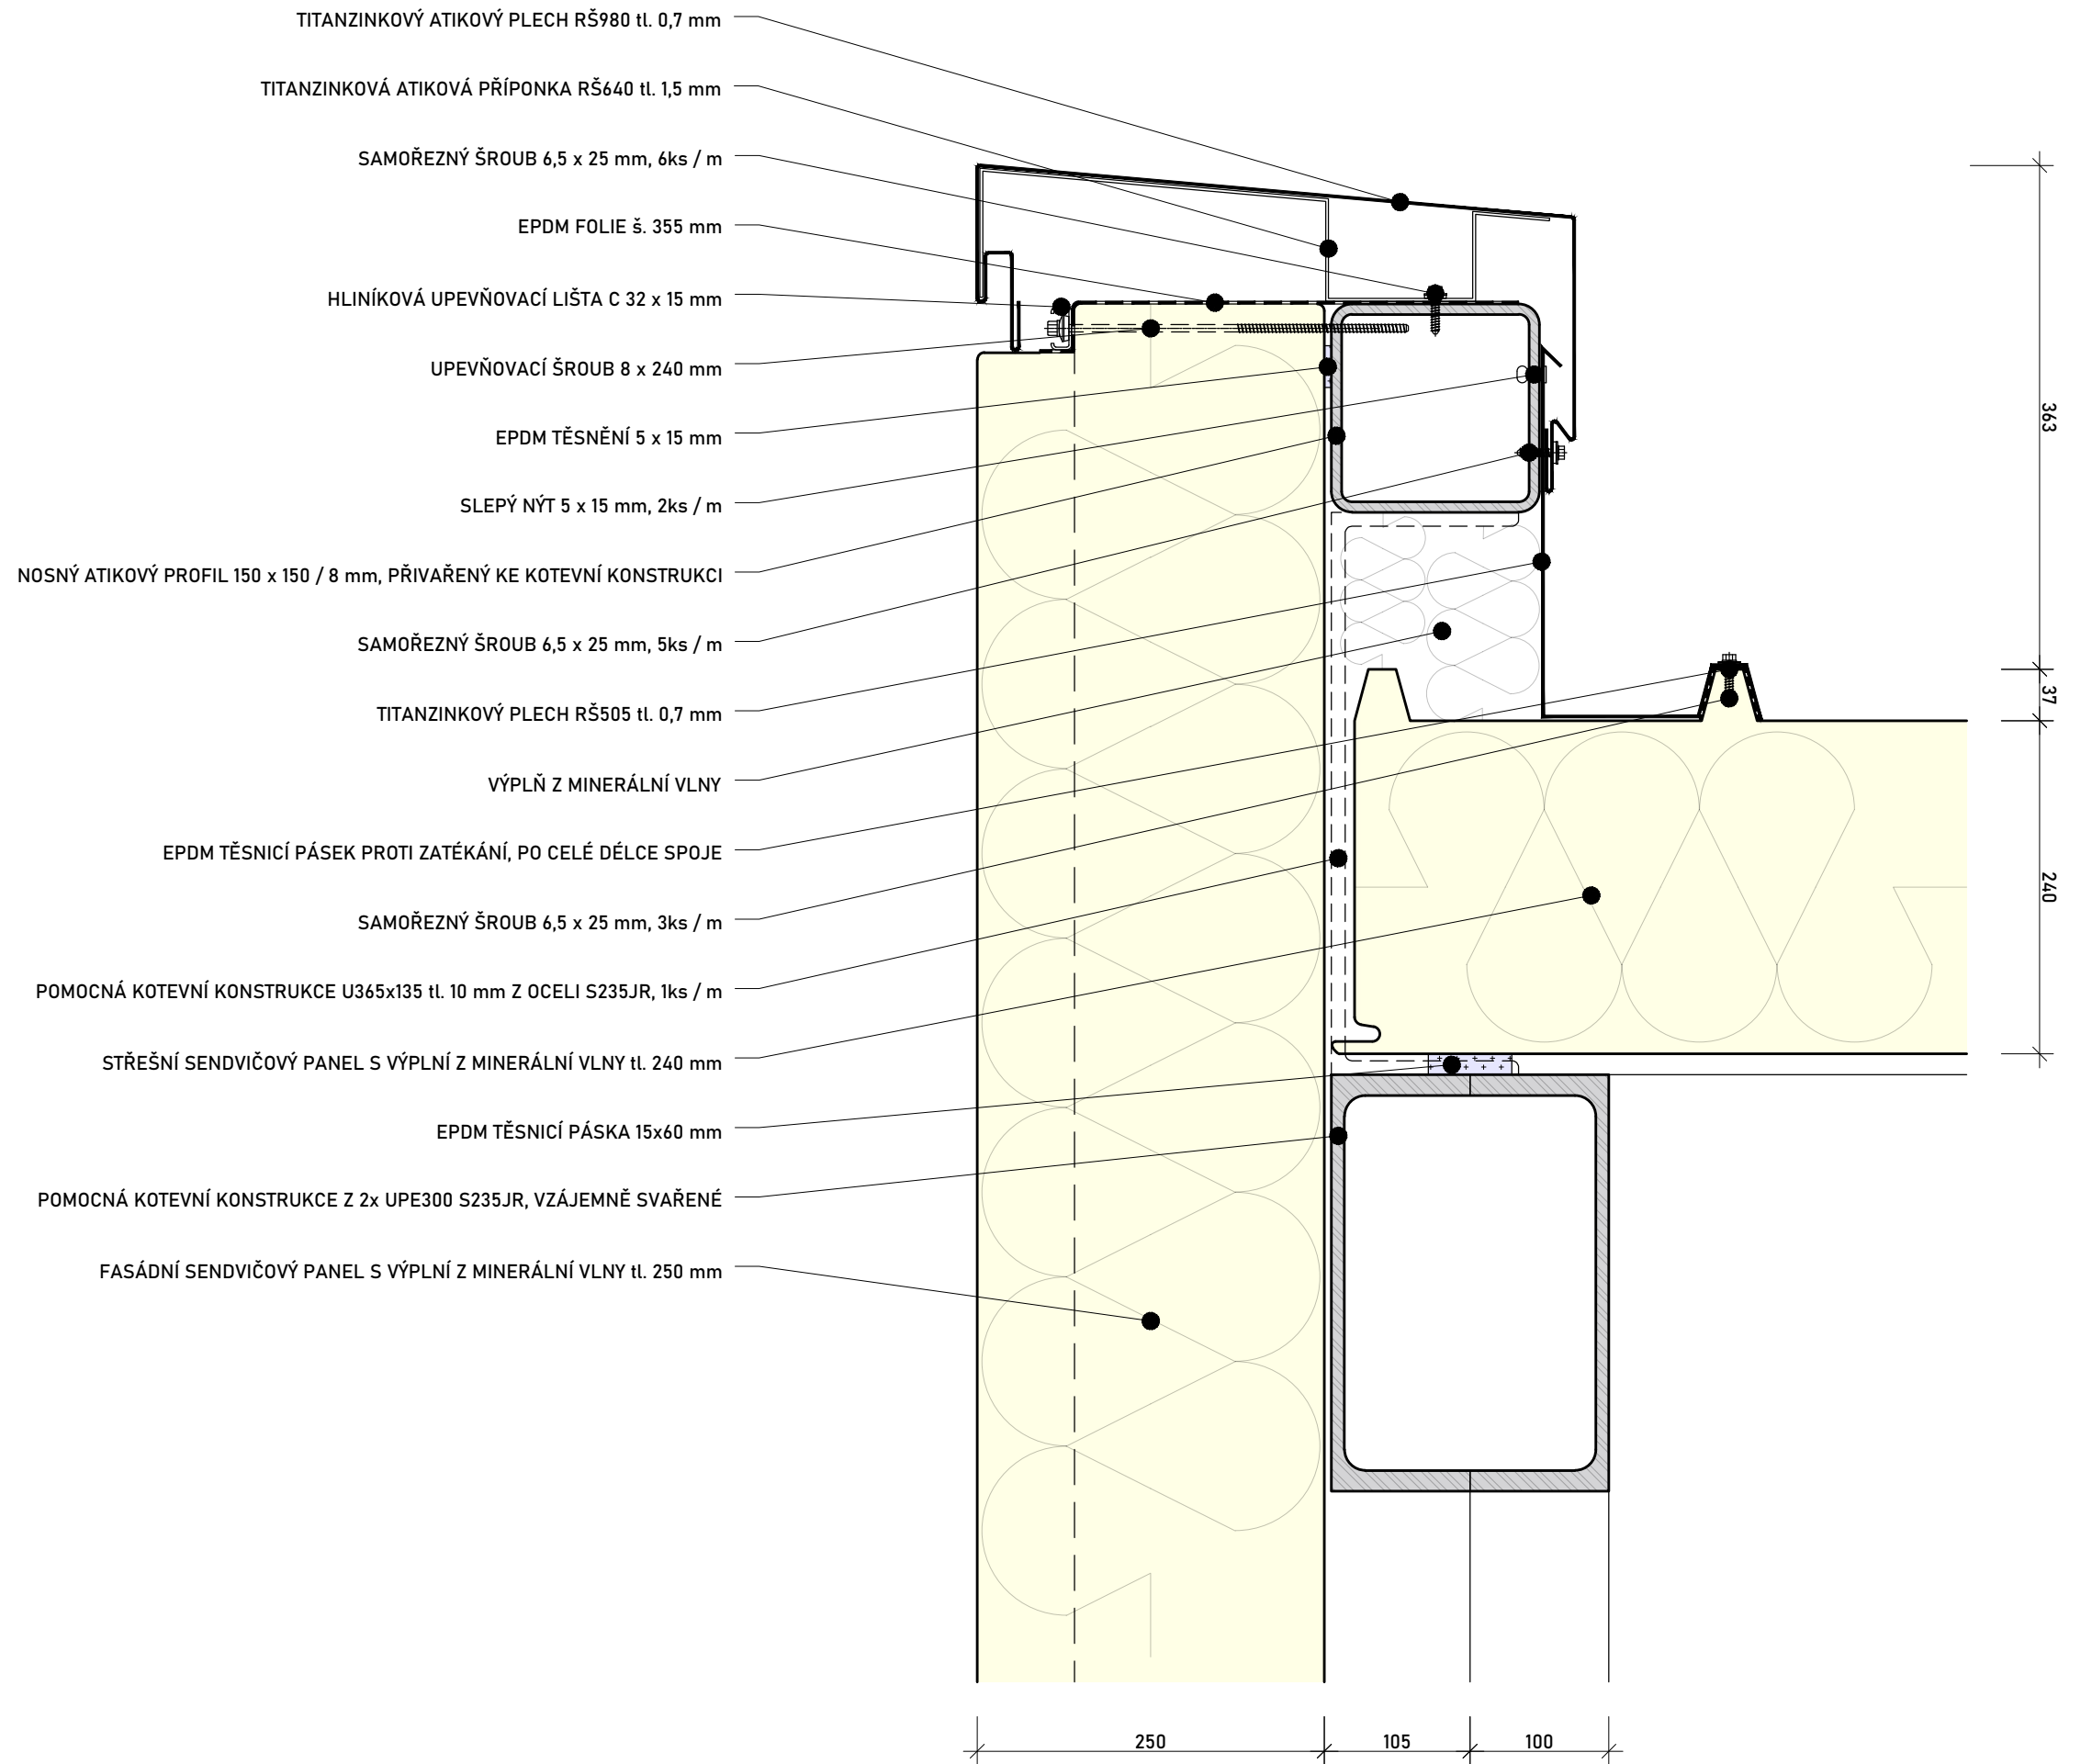 TITANZINKOVÝ ATIKOVÝ PLECH RŠ980 tl. 0,7 mm
TITANZINKOVÁ ATIKOVÁ PŘÍPONKA RŠ640 tl. 1,5 mm
SAMOŘEZNÝ ŠROUB 6,5 x 25 mm, 6ks / m
EPDM FOLIE š. 355 mm
HLINÍKOVÁ UPEVŇOVACÍ LIŠTA C 32 x 15 mm
UPEVŇOVACÍ ŠROUB 8 x 240 mm
EPDM TĚSNĚNÍ 5 x 15 mm
SLEPÝ NÝT 5 x 15 mm, 2ks / m
NOSNÝ ATIKOVÝ PROFIL 150 x 150 / 8 mm, PŘIVAŘENÝ KE KOTEVNÍ KONSTRUKCI
SAMOŘEZNÝ ŠROUB 6,5 x 25 mm, 5ks / m
TITANZINKOVÝ PLECH RŠ505 tl. 0,7 mm
VÝPLŇ Z MINERÁLNÍ VLNY
EPDM TĚSNICÍ PÁSEK PROTI ZATÉKÁNÍ, PO CELÉ DÉLCE SPOJE
SAMOŘEZNÝ ŠROUB 6,5 x 25 mm, 3ks / m
POMOCNÁ KOTEVNÍ KONSTRUKCE U365x135 tl. 10 mm Z OCELI S235JR, 1ks / m
STŘEŠNÍ SENDVIČOVÝ PANEL S VÝPLNÍ Z MINERÁLNÍ VLNY tl. 240 mm
EPDM TĚSNICÍ PÁSKA 15x60 mm
POMOCNÁ KOTEVNÍ KONSTRUKCE Z 2x UPE300 S235JR, VZÁJEMNĚ SVAŘENÉ
FASÁDNÍ SENDVIČOVÝ PANEL S VÝPLNÍ Z MINERÁLNÍ VLNY tl. 250 mm
363
37
240
250
105
100